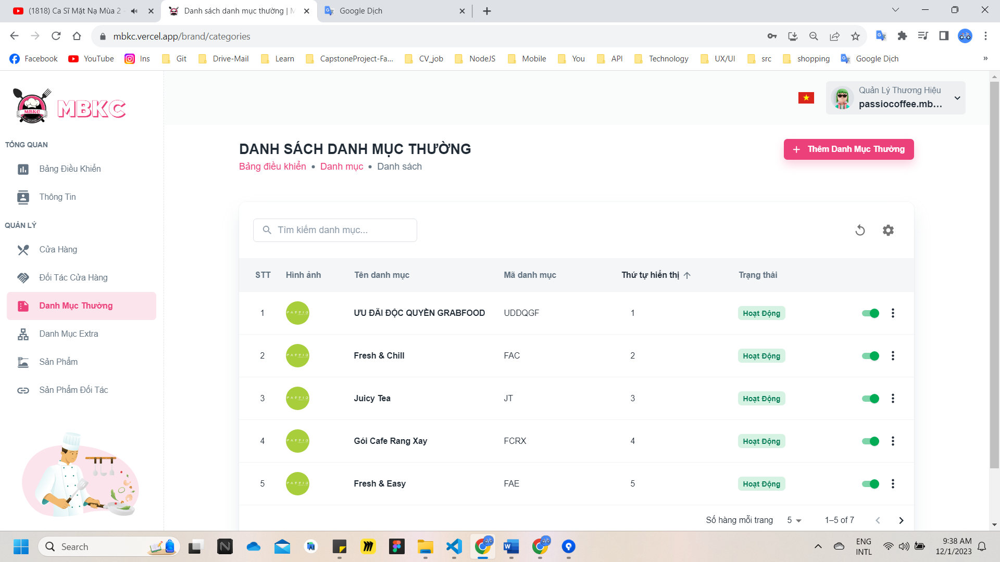 (1818) Ca Sĩ Mặt Nạ Mùa 2
Danh sách danh mục thường | M
Google Dịch
mbkc.vercel.app/brand/categories
Facebook YouTube Ins Git Drive-Mail Learn CapstoneProject-Fa... CV_job NodeJS Mobile You API Technology UX/UI src shopping Google Dịch »
MBKC
MBKC
Quản Lý Thương Hiệu
passiocoffee.mb...
TỔNG QUAN
Bảng Điều Khiển
Thông Tin
QUẢN LÝ
Cửa Hàng
Đối Tác Cửa Hàng
Danh Mục Thường
Danh Mục Extra
Sản Phẩm
Sản Phẩm Đối Tác
DANH SÁCH DANH MỤC THƯỜNG
Bảng điều khiển • Danh mục • Danh sách
Thêm Danh Mục Thường
Tìm kiếm danh mục...
STT Hình ảnh Tên danh mục Mã danh mục Thứ tự hiển thị Trạng thái
1 PASSIO ƯU ĐÃI ĐỘC QUYỀN GRABFOOD UDDQGF 1 Hoạt Động
2 PASSIO Fresh & Chill FAC 2 Hoạt Động
3 PASSIO Juicy Tea JT 3 Hoạt Động
4 PASSIO Gói Cafe Rang Xay FCRX 4 Hoạt Động
5 PASSIO Fresh & Easy FAE 5 Hoạt Động
Số hàng mỗi trang 5 1–5 of 7
Search
ENG
INTL
9:38 AM
12/1/2023